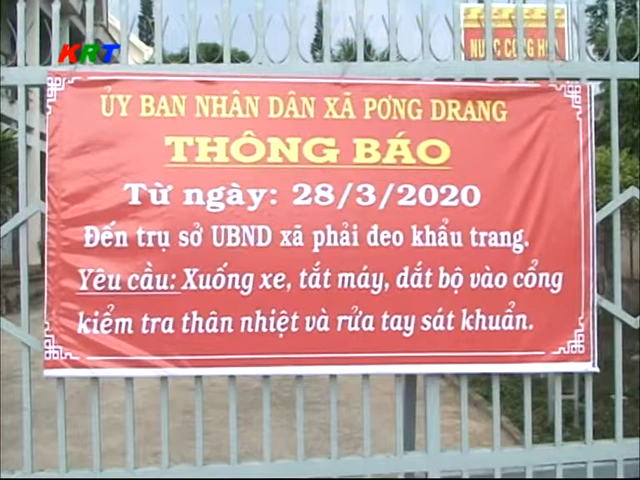 KRT
NƯỚC CỘNG HÒA
ỦY BAN NHÂN DÂN XÃ PƠNG DRANG
THÔNG BÁO
Từ ngày: 28/3/2020
Đến trụ sở UBND xã phải đeo khẩu trang.
Yêu cầu: Xuống xe, tắt máy, dắt bộ vào cổng
kiểm tra thân nhiệt và rửa tay sát khuẩn.